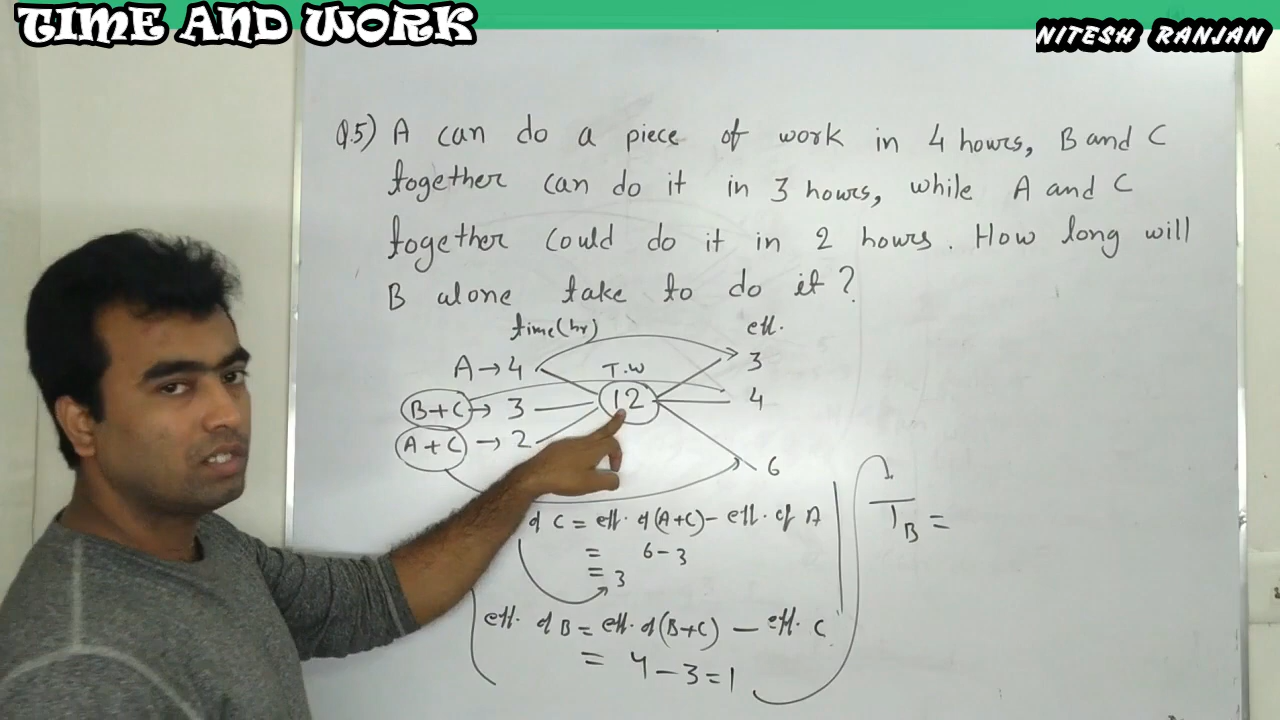 TIME AND WORK
NITESH RANJAN
Q.5) A can do a piece of work in 4 hours, B and C
together can do it in 3 hours, while A and C
together could do it in 2 hours. How long will
B alone take to do it?
time(hr) eff.
A → 4 T.W 3
B+C → 3 12 4
A+C → 2 6
of C = eff. of (A+C) - eff. of A
= 6-3
= 3
eff. of B = eff. of (B+C) - eff. C
= 4-3=1
T_B =